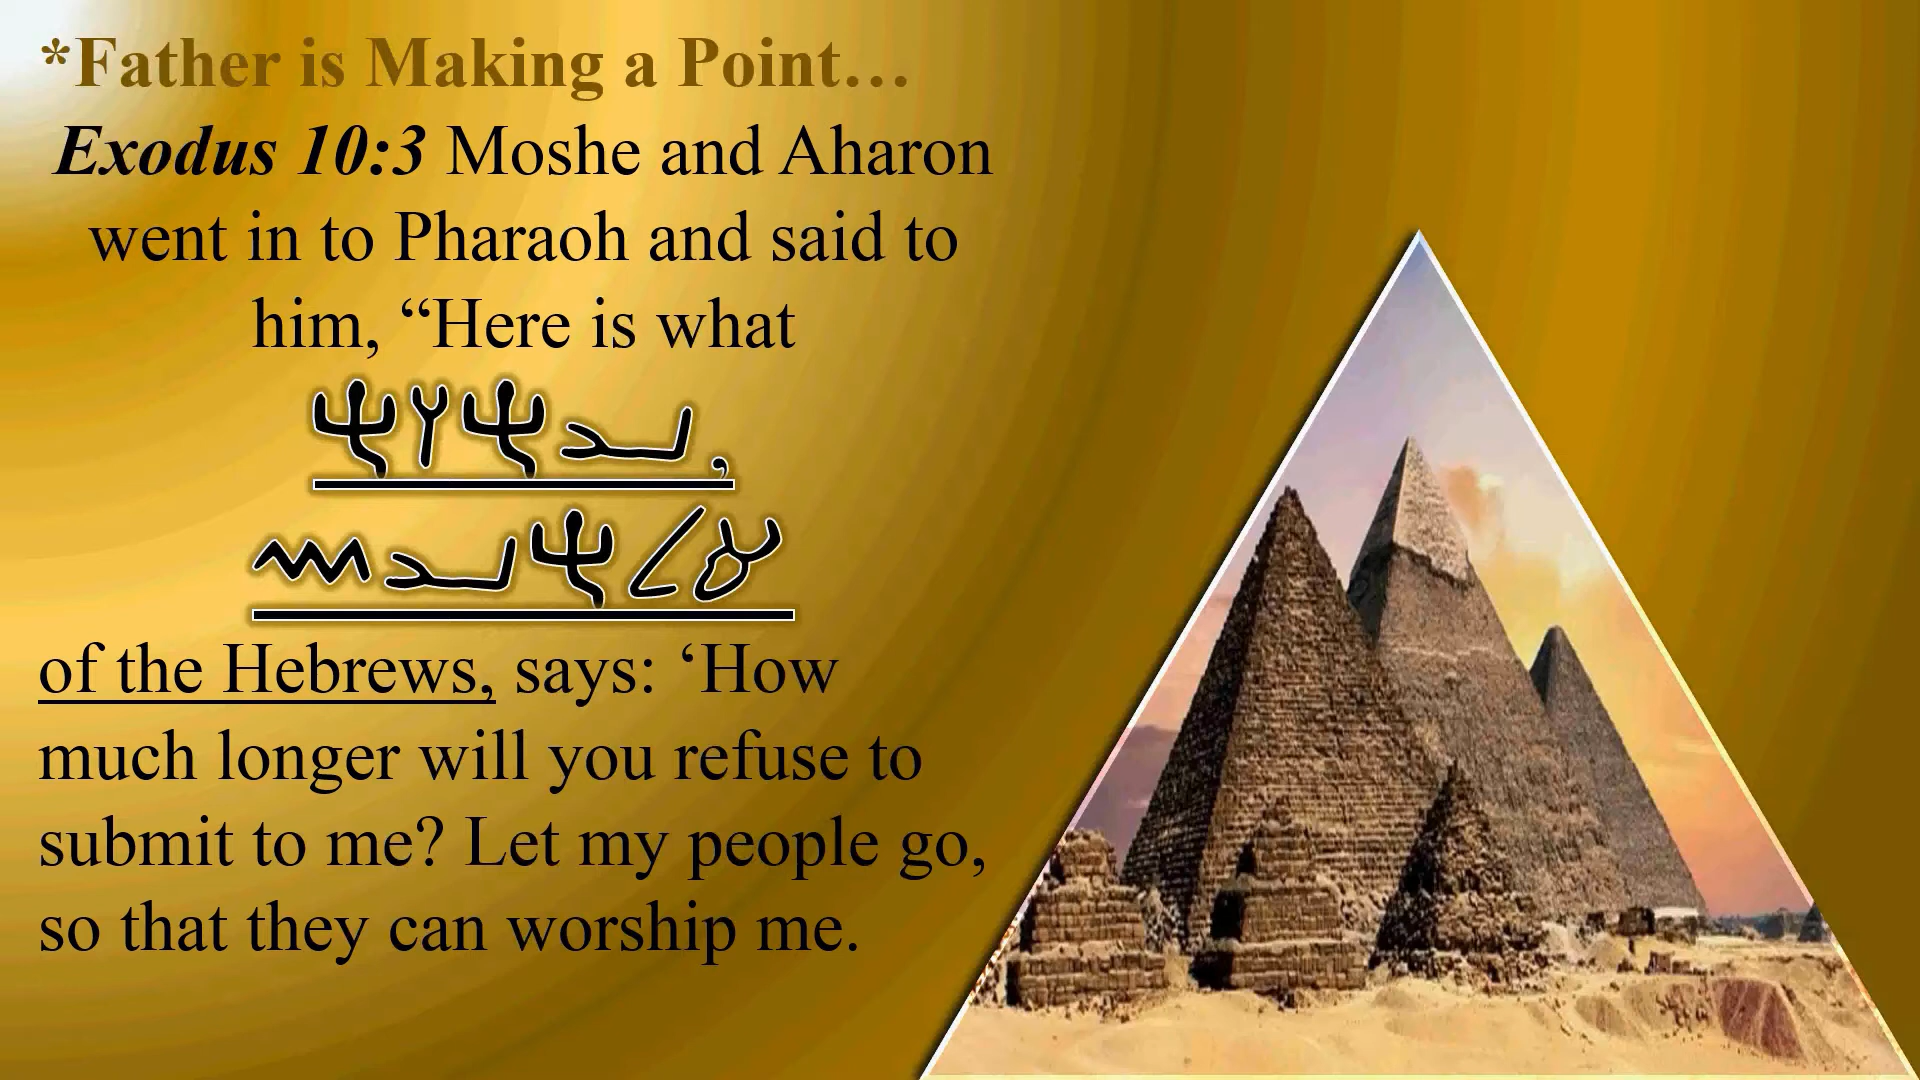 *Father is Making a Point…
Exodus 10:3 Moshe and Aharon
went in to Pharaoh and said to
him, “Here is what
𐤉𐤄𐤅𐤄,
𐤀𐤋𐤄𐤉𐤌
of the Hebrews, says: ‘How
much longer will you refuse to
submit to me? Let my people go,
so that they can worship me.